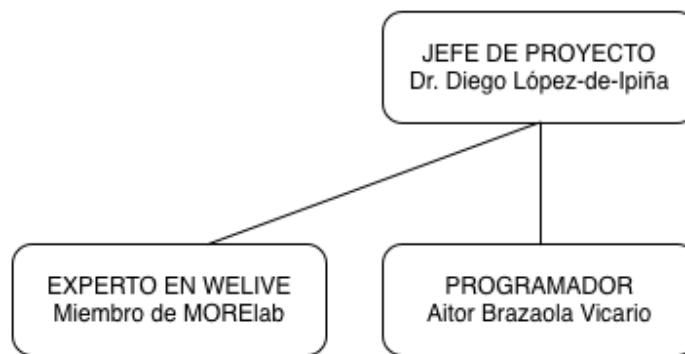 JEFE DE PROYECTO
Dr. Diego López-de-Ipiña
EXPERTO EN WELIVE
Miembro de MORElab
PROGRAMADOR
Aitor Brazaola Vicario